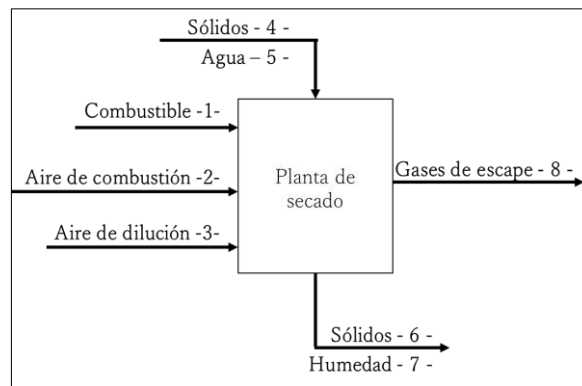 Sólidos - 4 -
Agua – 5 -
Combustible -1-
Aire de combustión -2-
Aire de dilución -3-
Planta de
secado
Gases de escape - 8 -
Sólidos - 6 -
Humedad - 7 -